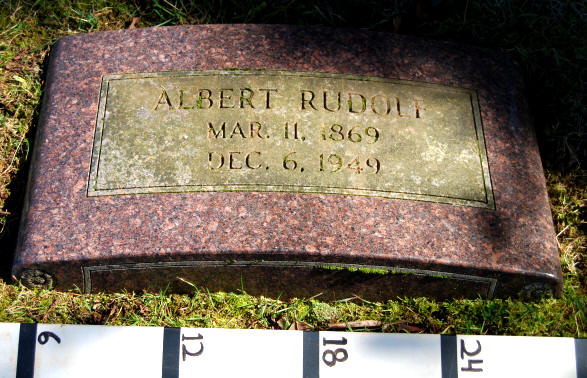 ALBERT RUDOLF
MAR. 11, 1869
DEC. 6, 1949
6 12 18 24